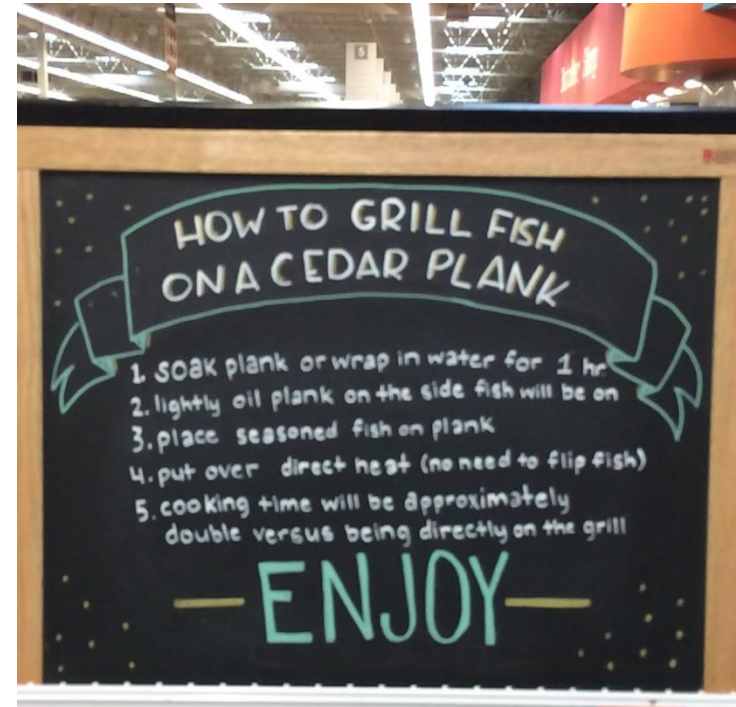 5
HOW TO GRILL FISH
ON A CEDAR PLANK
1. soak plank or wrap in water for 1 hr
2. lightly oil plank on the side fish will be on
3. place seasoned fish on plank
4. put over direct heat (no need to flip fish)
5. cooking time will be approximately
double versus being directly on the grill
ENJOY